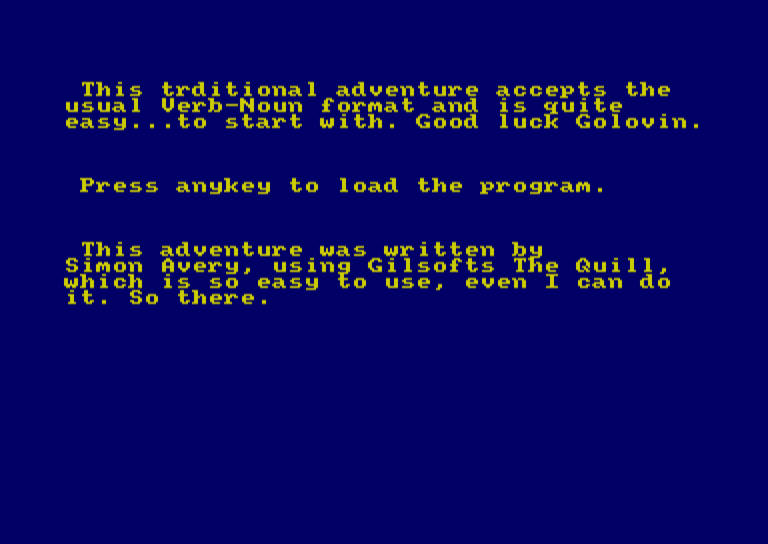 This trditional adventure accepts the
usual Verb-Noun format and is quite
easy...to start with. Good luck Golovin.
Press anykey to load the program.
This adventure was written by
Simon Avery, using Gilsofts The Quill,
which is so easy to use, even I can do
it. So there.